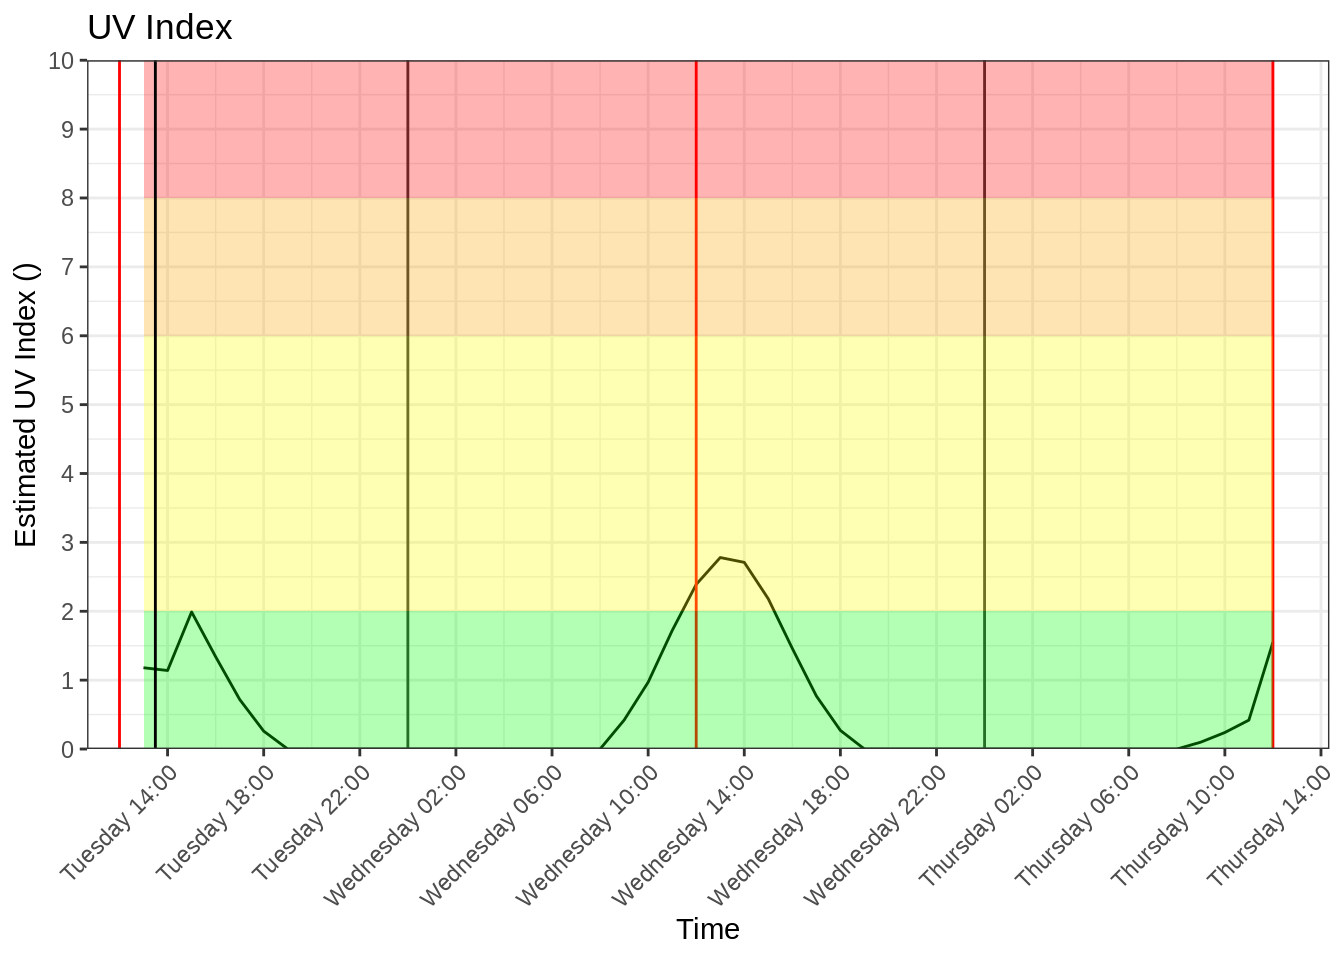 UV Index
Estimated UV Index ()
10
9
8
7
6
5
4
3
2
1
0
Tuesday 14:00
Tuesday 18:00
Tuesday 22:00
Wednesday 02:00
Wednesday 06:00
Wednesday 10:00
Wednesday 14:00
Wednesday 18:00
Wednesday 22:00
Thursday 02:00
Thursday 06:00
Thursday 10:00
Thursday 14:00
Time